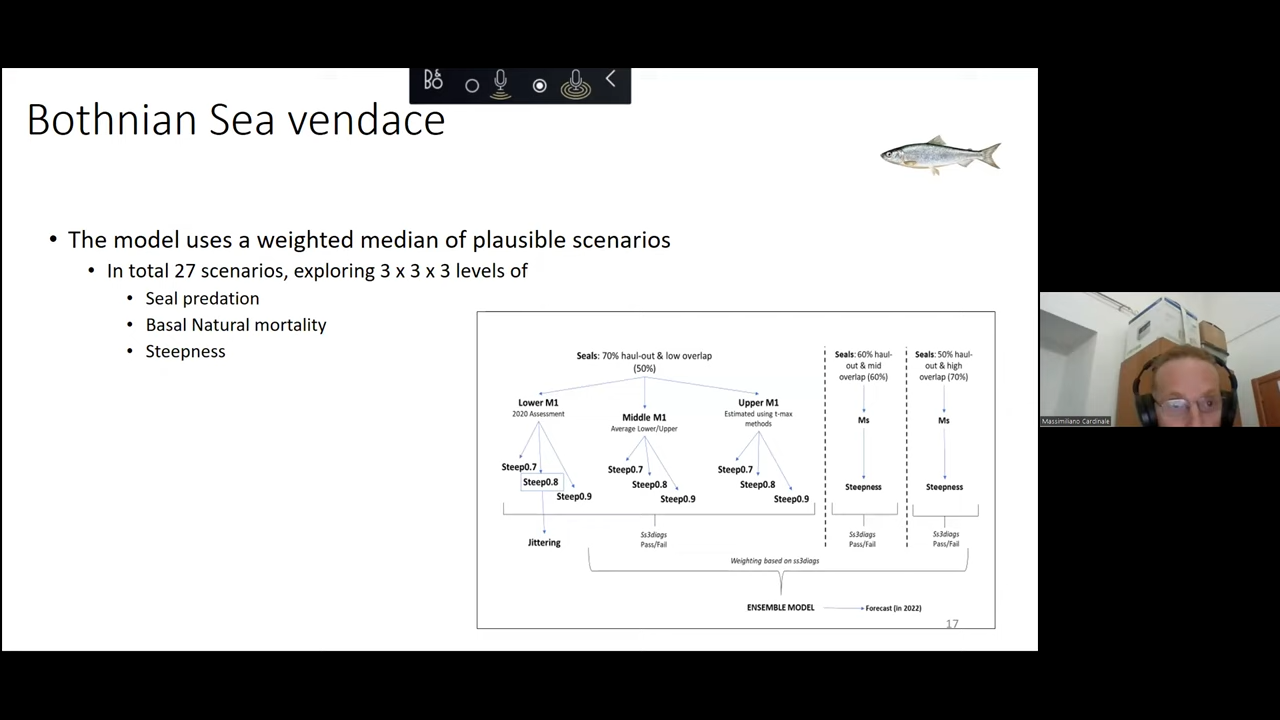 B&O
Bothnian Sea vendace
• The model uses a weighted median of plausible scenarios
• In total 27 scenarios, exploring 3 x 3 x 3 levels of
• Seal predation
• Basal Natural mortality
• Steepness
Seals: 70% haul-out & low overlap
(50%)
Lower M1
2020 Assessment
Middle M1
Average Lower/Upper
Upper M1
Estimated using t-max
methods
Steep0.7
Steep0.8
Steep0.9
Steep0.7
Steep0.8
Steep0.9
Steep0.7
Steep0.8
Steep0.9
Jittering
Ss3diags
Pass/Fail
Seals: 60% haul-
out & mid
overlap (60%)
Ms
Steepness
Ss3diags
Pass/Fail
Seals: 50% haul-
out & high
overlap (70%)
Ms
Steepness
Ss3diags
Pass/Fail
Weighting based on ss3diags
ENSEMBLE MODEL
Forecast (in 2022)
17
Massimiliano Cardinale